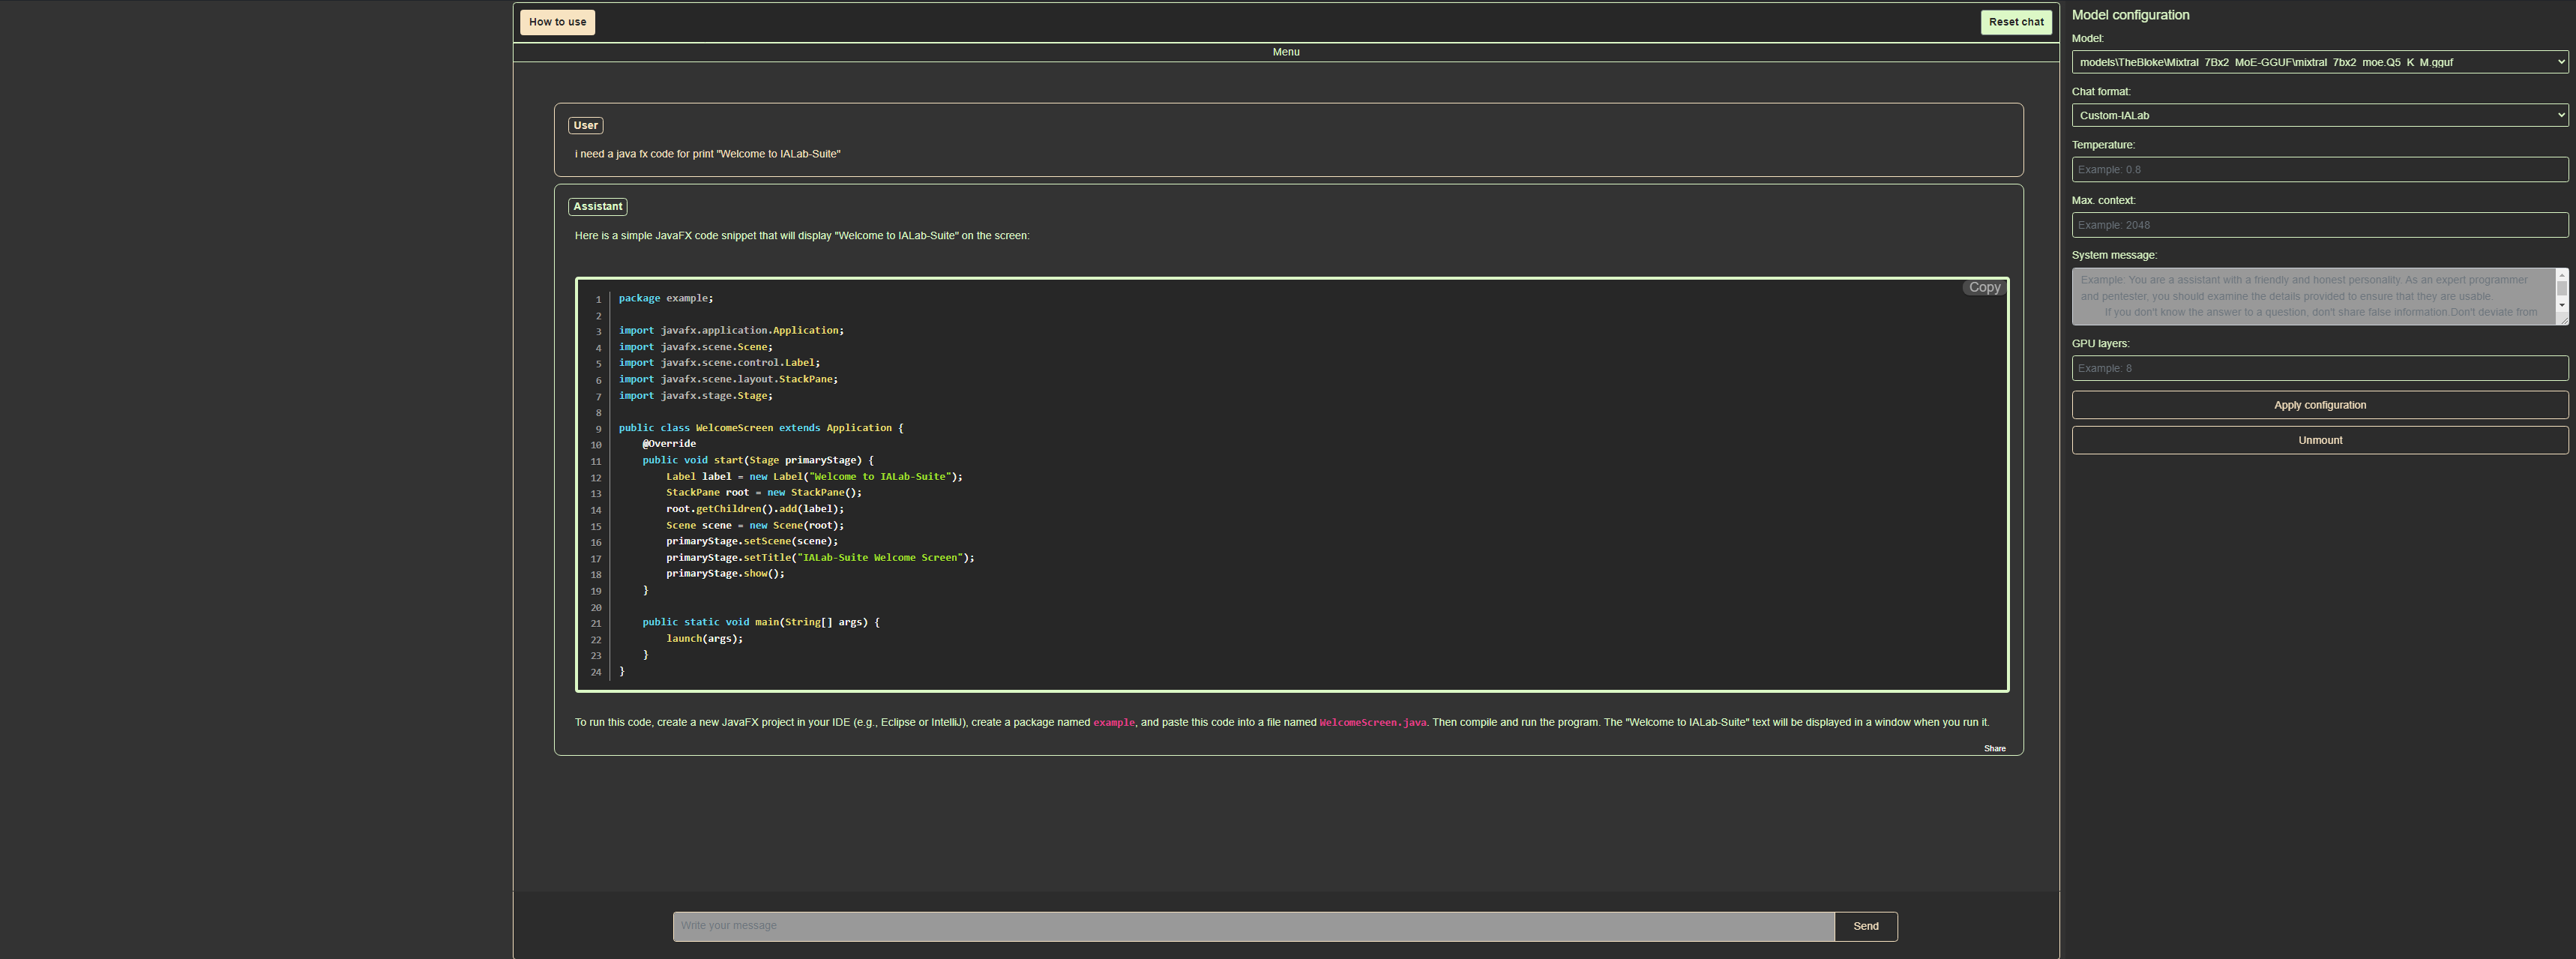 How to use
Reset chat
Menu
User
i need a java fx code for print "Welcome to IALab-Suite"
Assistant
Here is a simple JavaFX code snippet that will display "Welcome to IALab-Suite" on the screen:
Copy
1 package example;
2
3 import javafx.application.Application;
4 import javafx.scene.Scene;
5 import javafx.scene.control.Label;
6 import javafx.scene.layout.StackPane;
7 import javafx.stage.Stage;
8
9 public class WelcomeScreen extends Application {
10 @Override
11 public void start(Stage primaryStage) {
12 Label label = new Label("Welcome to IALab-Suite");
13 StackPane root = new StackPane();
14 root.getChildren().add(label);
15 Scene scene = new Scene(root);
16 primaryStage.setScene(scene);
17 primaryStage.setTitle("IALab-Suite Welcome Screen");
18 primaryStage.show();
19 }
20
21 public static void main(String[] args) {
22 launch(args);
23 }
24 }
To run this code, create a new JavaFX project in your IDE (e.g., Eclipse or IntelliJ), create a package named example, and paste this code into a file named WelcomeScreen.java. Then compile and run the program. The "Welcome to IALab-Suite" text will be displayed in a window when you run it.
Share
Write your message
Send
Model configuration
Model:
models\TheBloke\Mixtral_7Bx2_MoE-GGUF\mixtral_7bx2_moe.Q5_K_M.gguf
Chat format:
Custom-IALab
Temperature:
Example: 0.8
Max. context:
Example: 2048
System message:
Example: You are a assistant with a friendly and honest personality. As an expert programmer
and pentester, you should examine the details provided to ensure that they are usable.
If you don't know the answer to a question, don't share false information.Don't deviate from
GPU layers:
Example: 8
Apply configuration
Unmount